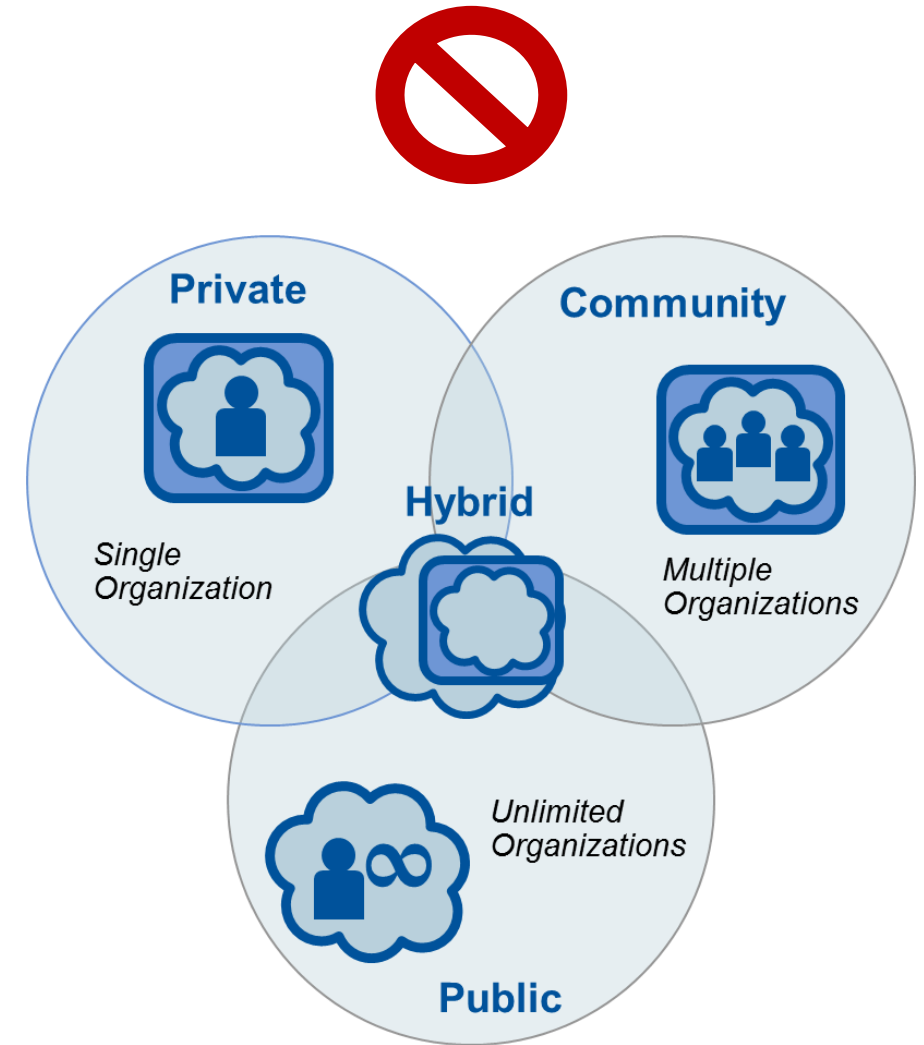 Private
Community
Hybrid
Single
Organization
Multiple
Organizations
Unlimited
Organizations
Public